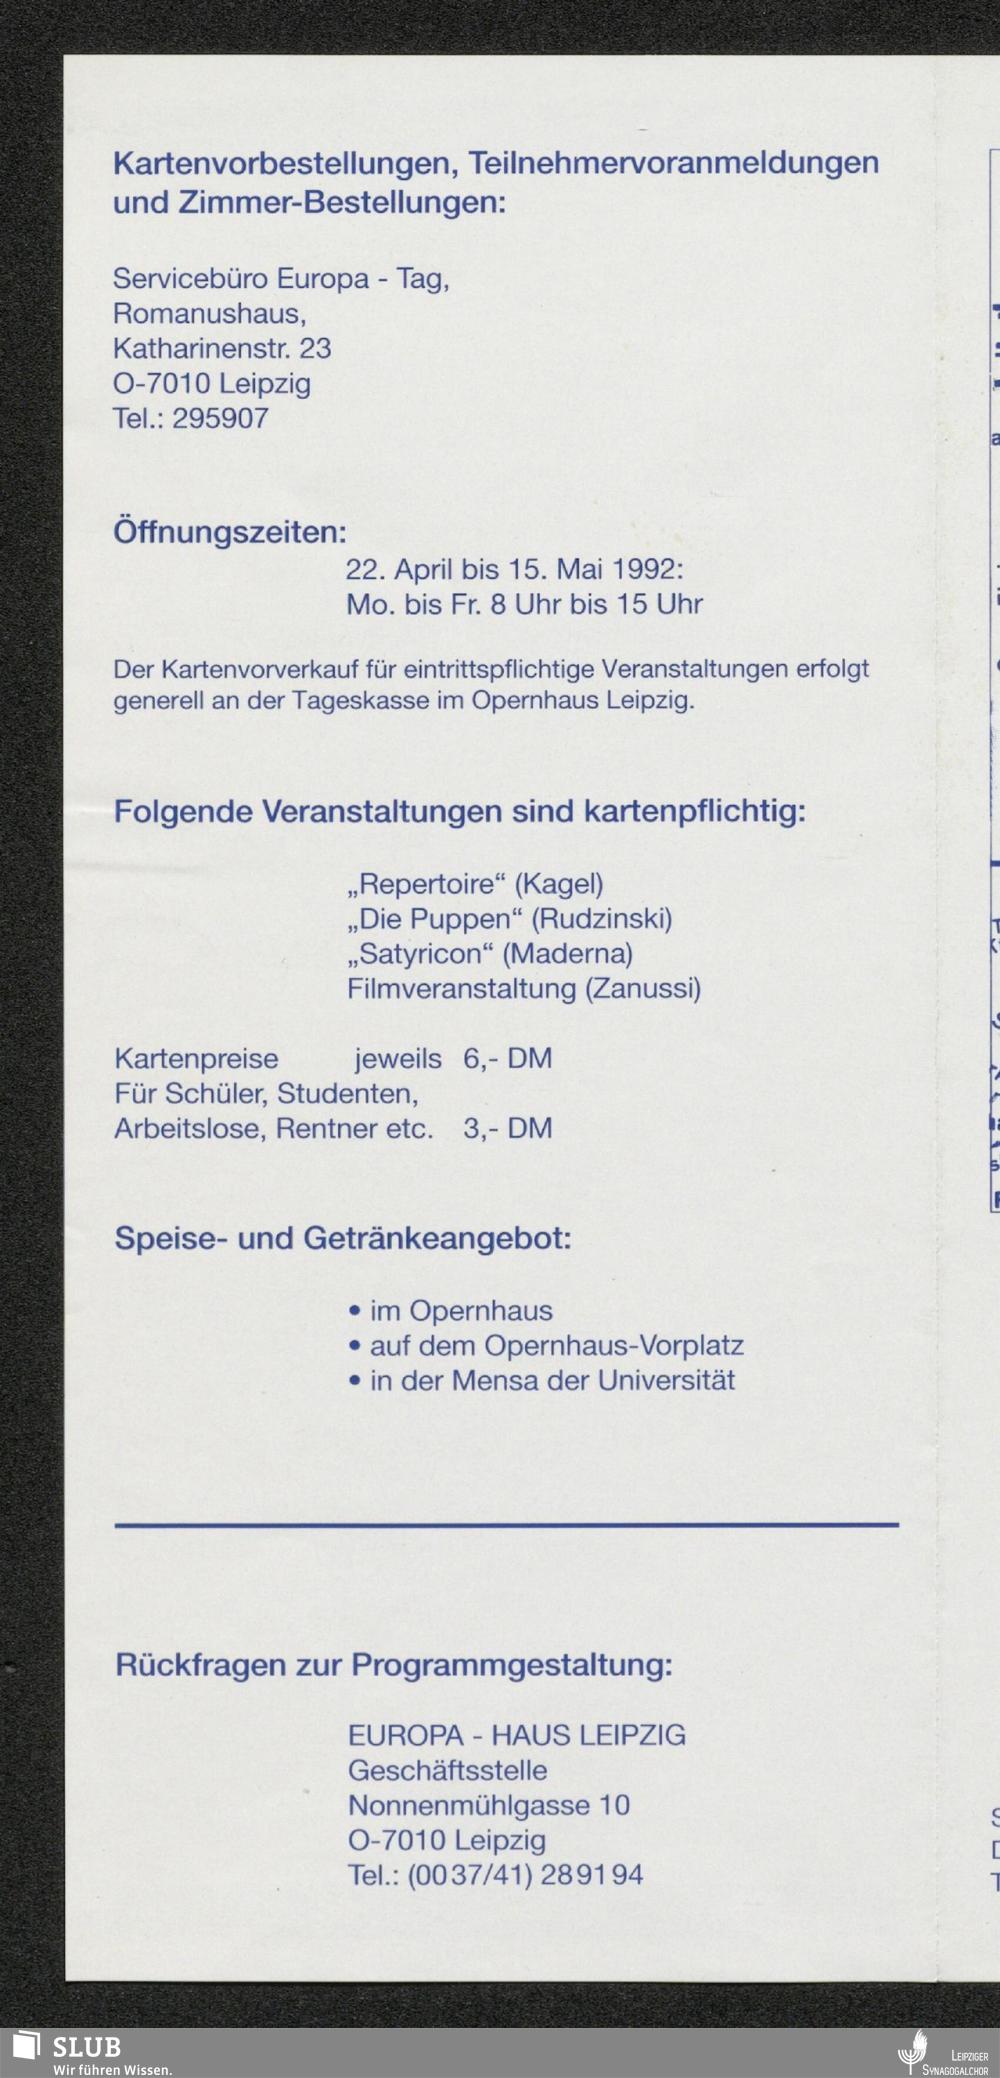 Kartenvorbestellungen, Teilnehmervoranmeldungen
und Zimmer-Bestellungen:
Servicebüro Europa - Tag,
Romanushaus,
Katharinenstr. 23
O-7010 Leipzig
Tel.: 295907
Öffnungszeiten:
22. April bis 15. Mai 1992:
Mo. bis Fr. 8 Uhr bis 15 Uhr
Der Kartenvorverkauf für eintrittspflichtige Veranstaltungen erfolgt
generell an der Tageskasse im Opernhaus Leipzig.
Folgende Veranstaltungen sind kartenpflichtig:
„Repertoire“ (Kagel)
„Die Puppen“ (Rudzinski)
„Satyricon“ (Maderna)
Filmveranstaltung (Zanussi)
Kartenpreise jeweils 6,- DM
Für Schüler, Studenten,
Arbeitslose, Rentner etc. 3,- DM
Speise- und Getränkeangebot:
• im Opernhaus
• auf dem Opernhaus-Vorplatz
• in der Mensa der Universität
Rückfragen zur Programmgestaltung:
EUROPA - HAUS LEIPZIG
Geschäftsstelle
Nonnenmühlgasse 10
O-7010 Leipzig
Tel.: (0037/41) 289194
SLUB
Wir führen Wissen.
LEIPZIGER
SYNAGOGALCHOR